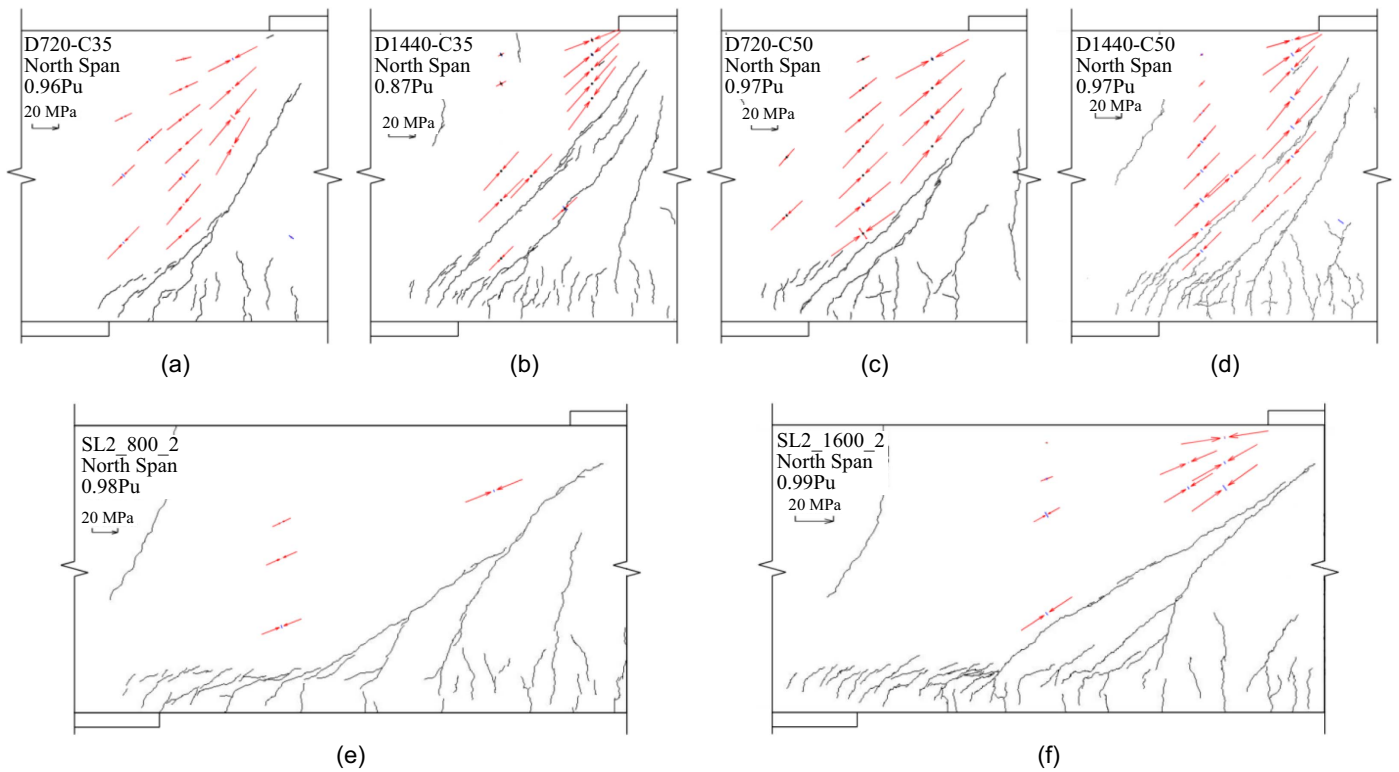 D720-C35
North Span
0.96Pu
20 MPa
(a)
D1440-C35
North Span
0.87Pu
20 MPa
(b)
D720-C50
North Span
0.97Pu
20 MPa
(c)
D1440-C50
North Span
0.97Pu
20 MPa
(d)
SL2_800_2
North Span
0.98Pu
20 MPa
(e)
SL2_1600_2
North Span
0.99Pu
20 MPa
(f)